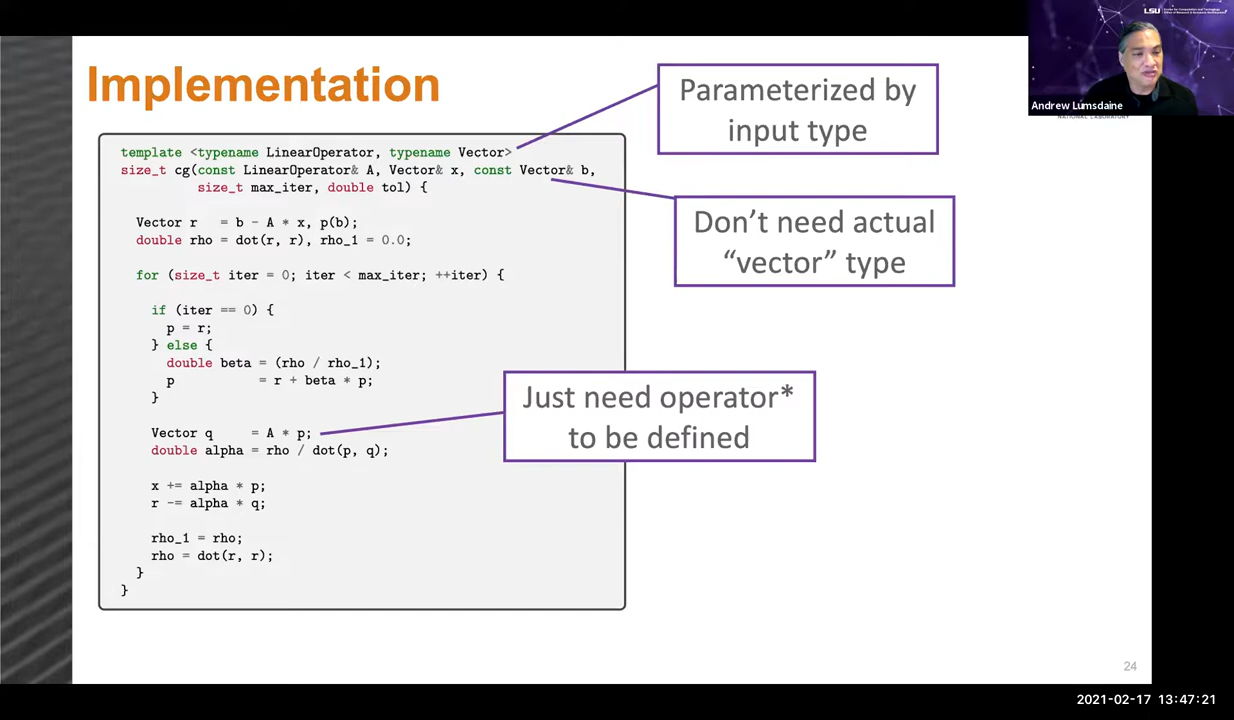 LSU
Implementation
Andrew Lumsdaine
NATIONAL LABORATORY
Parameterized by
input type
template <typename LinearOperator, typename Vector>
size_t cg(const LinearOperator& A, Vector& x, const Vector& b,
size_t max_iter, double tol) {
Vector r = b - A * x, p(b);
double rho = dot(r, r), rho_1 = 0.0;
for (size_t iter = 0; iter < max_iter; ++iter) {
if (iter == 0) {
p = r;
} else {
double beta = (rho / rho_1);
p = r + beta * p;
}
Vector q = A * p;
double alpha = rho / dot(p, q);
x += alpha * p;
r -= alpha * q;
rho_1 = rho;
rho = dot(r, r);
}
}
Don't need actual
“vector” type
Just need operator*
to be defined
24
2021-02-17 13:47:21